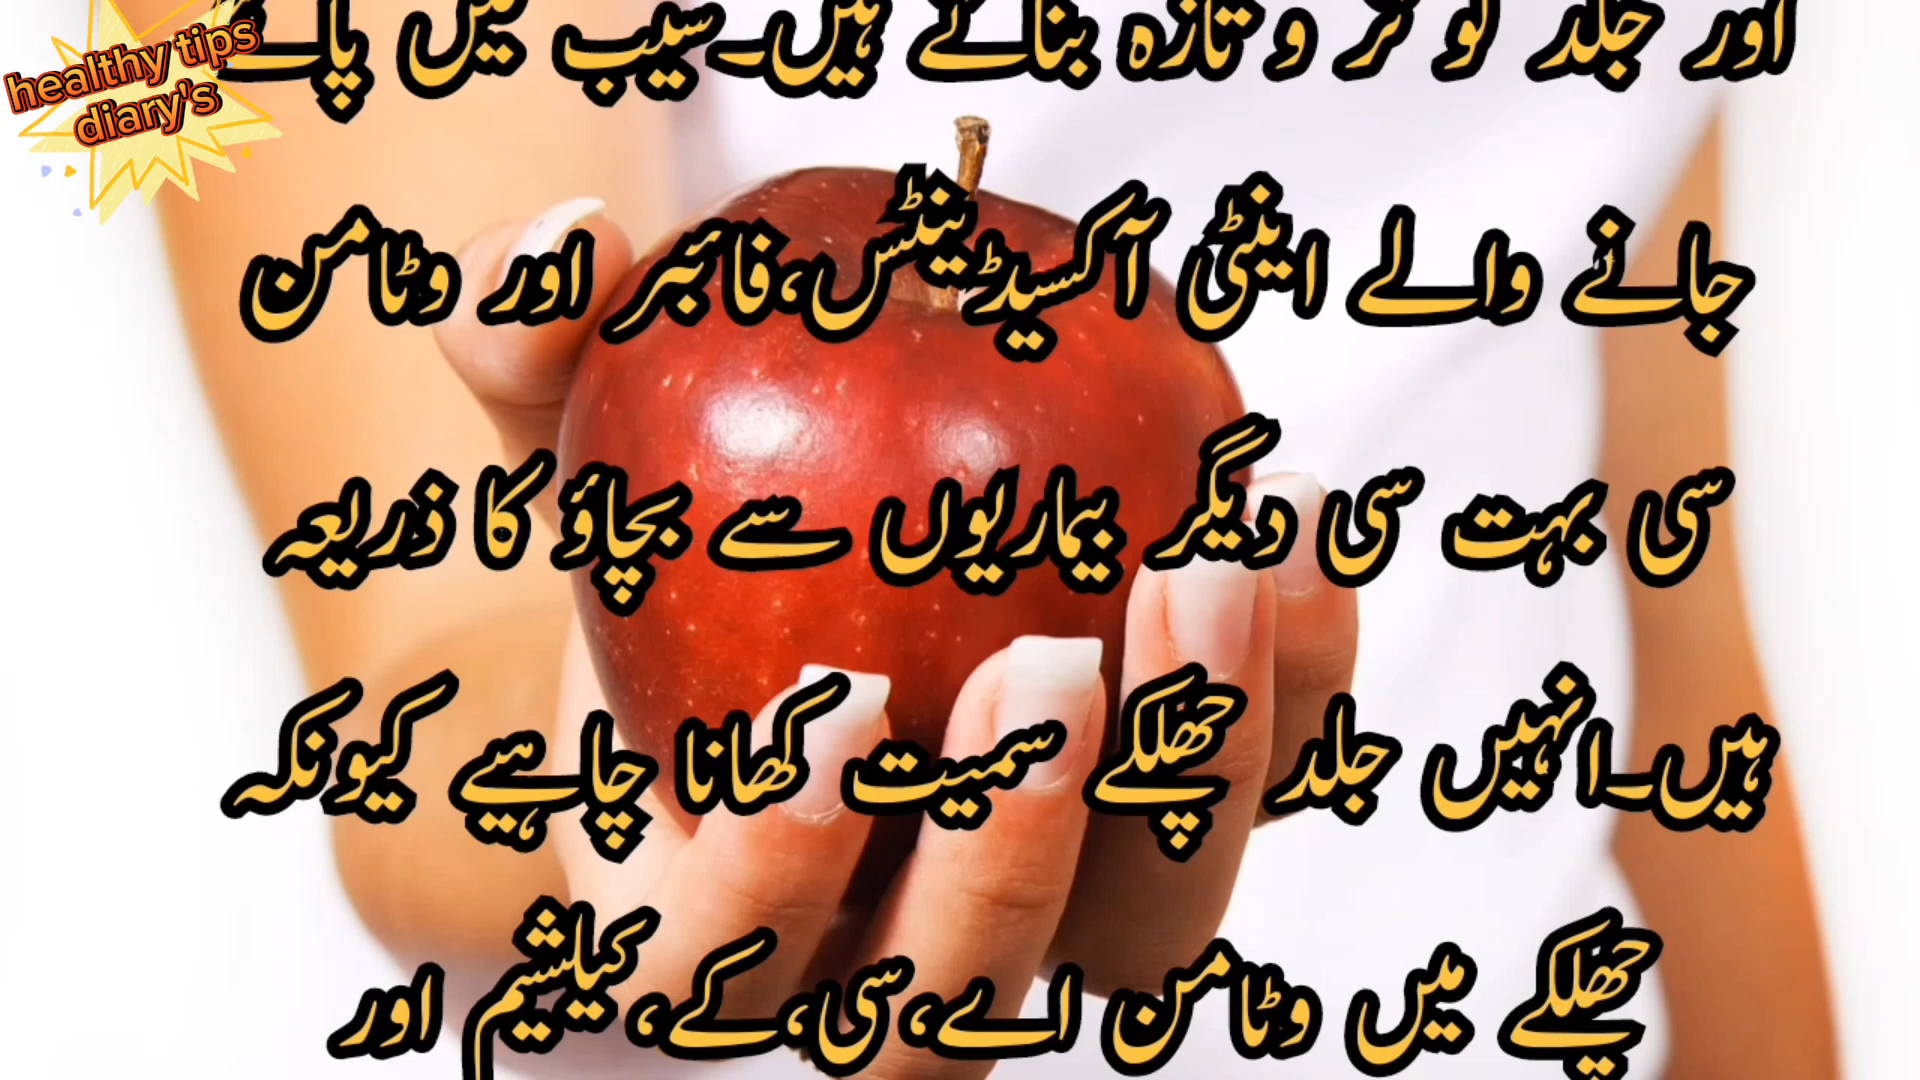 healthy tips
diary's
اور جلد کو تر و تازہ بناتے ہیں۔سیب میں پائے
جانے والے اینٹی آکسیڈینٹس،فائبر اور وٹامن
سی بہت سی دیگر بیماریوں سے بچاؤ کا ذریعہ
ہیں۔انہیں جلد چھلکے سمیت کھانا چاہیے کیونکہ
چھلکے میں وٹامن اے،سی،کے،کیلشیم اور